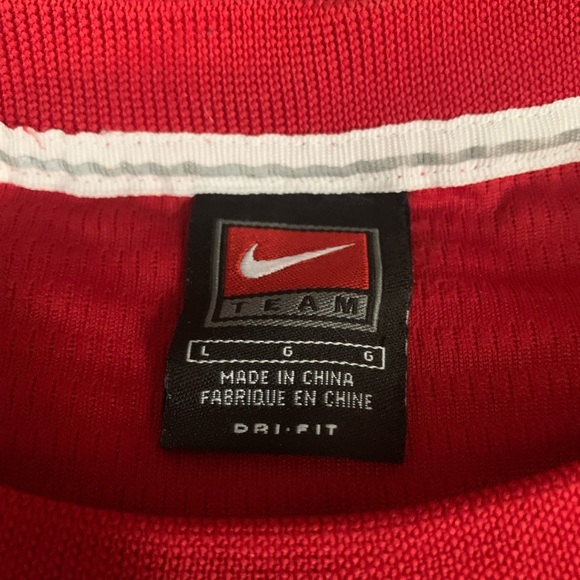 TEAM
L G G
MADE IN CHINA
FABRIQUE EN CHINE
DRI·FIT